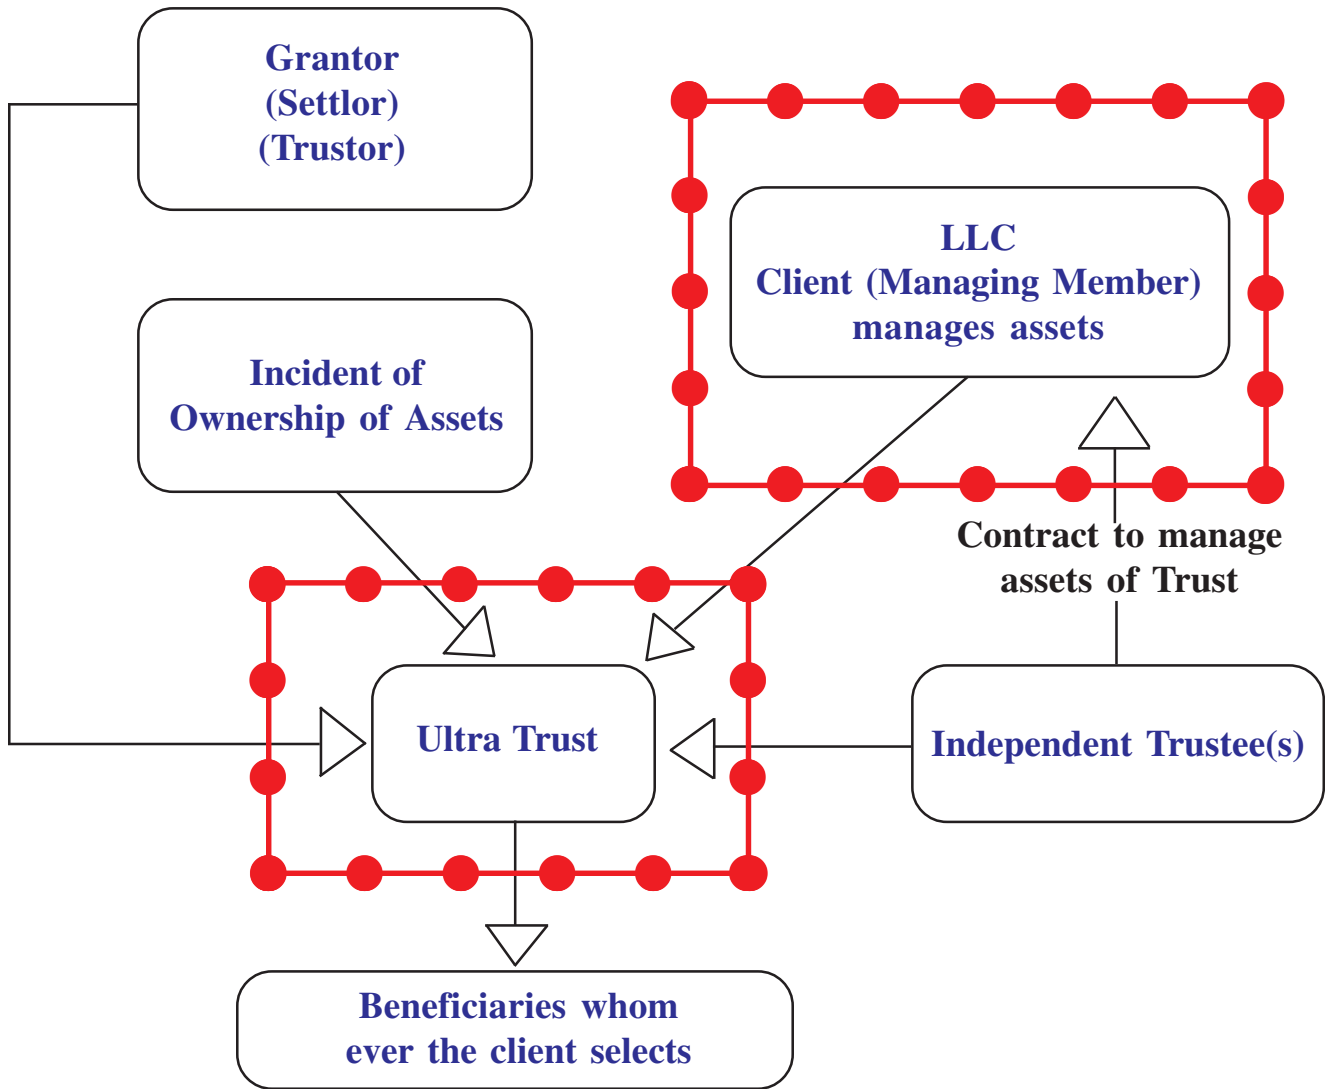 Grantor
(Settlor)
(Trustor)
LLC
Client (Managing Member)
manages assets
Incident of
Ownership of Assets
Contract to manage
assets of Trust
Ultra Trust
Independent Trustee(s)
Beneficiaries whom
ever the client selects